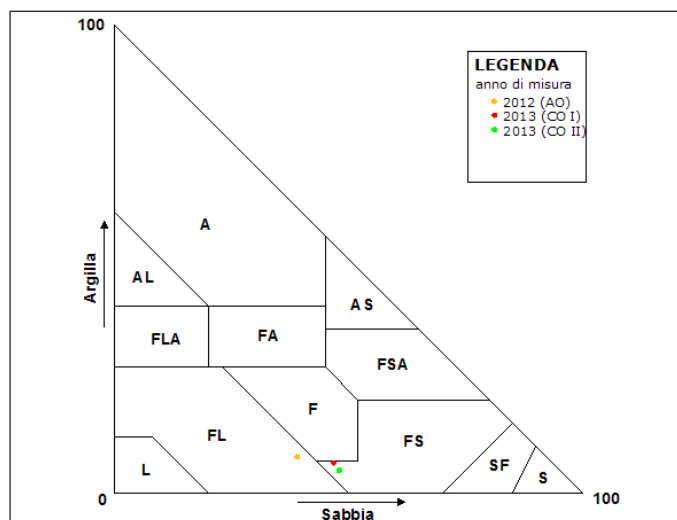 100
LEGENDA
anno di misura
2012 (AO)
2013 (CO I)
2013 (CO II)
A
Argilla
AL
AS
FLA
FA
FSA
F
FL
FS
L
SF
S
0
100
Sabbia